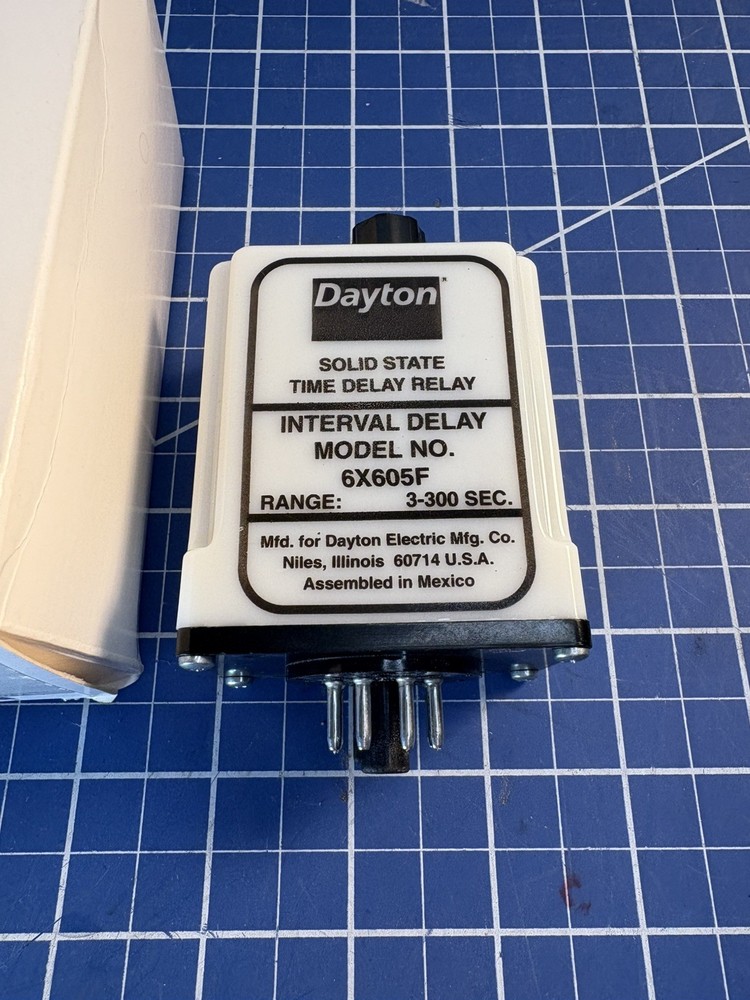 Dayton
SOLID STATE
TIME DELAY RELAY
INTERVAL DELAY
MODEL NO.
6X605F
RANGE: 3-300 SEC.
Mfd. for Dayton Electric Mfg. Co.
Niles, Illinois 60714 U.S.A.
Assembled in Mexico